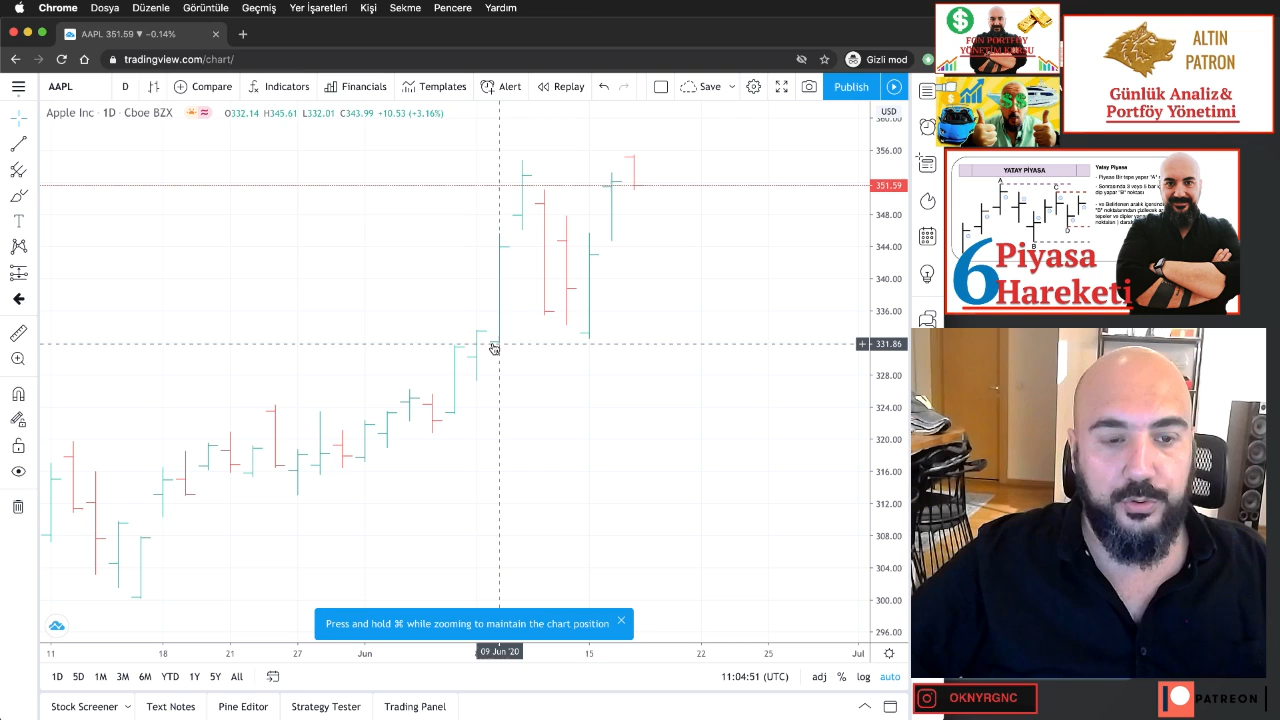 Chrome Dosya Düzenle Görüntüle Geçmiş Yer İşaretleri Kişi Sekme Pencere Yardım
AAPL 351.59 ▼ −0.14%
tradingview.com/chart/
Gizli mod
AAPL D Compare Indicators Financials Templates Alert Replay Save Publish
Apple Inc · 1D · Cboe BZX O332.14 H345.61 L332.01 C343.99 +10.53 (+3.16%)
USD
360.00
356.00
351.59
348.00
344.00
340.00
336.00
331.86
328.00
324.00
320.00
316.00
312.00
308.00
304.00
300.00
296.00
Press and hold ⌘ while zooming to maintain the chart position
11 18 21 27 Jun 09 Jun '20 15 22 25 Jul
1D 5D 1M 3M 6M YTD 1Y 5Y All
11:04:51 (UTC) adj % log auto
Stock Screener Text Notes Strategy Tester Trading Panel
FON PORTFÖY
YÖNETİM KURSU
$$
ALTIN
PATRON
Günlük Analiz&
Portföy Yönetimi
YATAY PİYASA
Yatay Piyasa
A
B
C
D
6
Piyasa
Hareketi
OKNYRGNC
PATREON